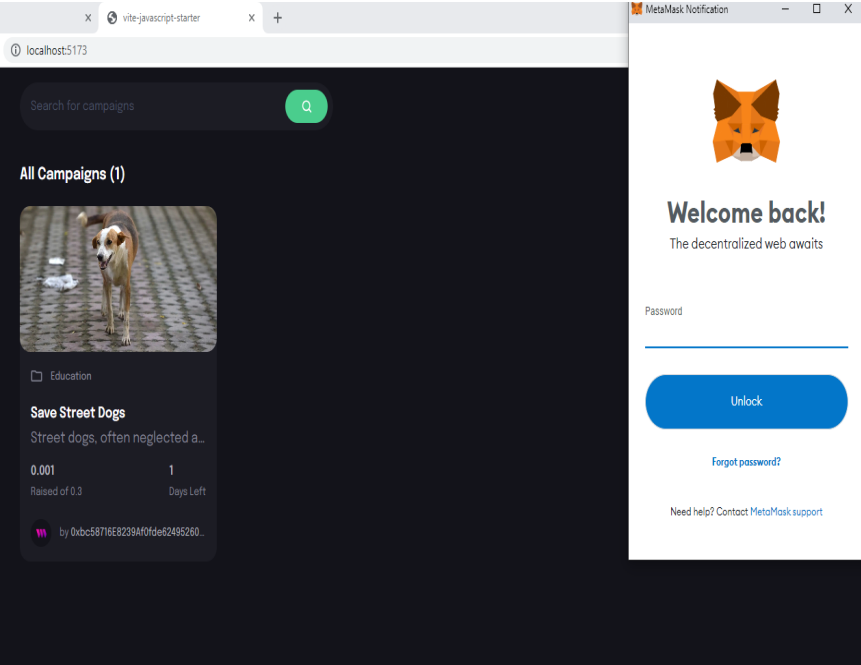 vite-javascript-starter
localhost:5173
Search for campaigns
All Campaigns (1)
Education
Save Street Dogs
Street dogs, often neglected a...
0.001 1
Raised of 0.3 Days Left
by 0xbc58716E8239Af0fde62495260...
MetaMask Notification
Welcome back!
The decentralized web awaits
Password
Unlock
Forgot password?
Need help? Contact MetaMask support